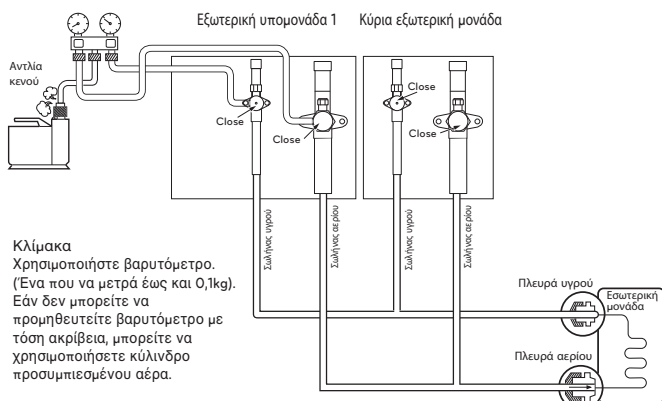 Εξωτερική υπομονάδα 1
Κύρια εξωτερική μονάδα
Αντλία
κενού
Close
Close
Close
Close
Σωλήνας υγρού
Σωλήνας αερίου
Σωλήνας υγρού
Σωλήνας αερίου
Κλίμακα
Χρησιμοποιήστε βαρυτόμετρο.
(Ένα που να μετρά έως και 0,1kg).
Εάν δεν μπορείτε να
προμηθευτείτε βαρυτόμετρο με
τόση ακρίβεια, μπορείτε να
χρησιμοποιήσετε κύλινδρο
προσυμπιεσμένου αέρα.
Πλευρά υγρού
Εσωτερική
μονάδα
Πλευρά αερίου